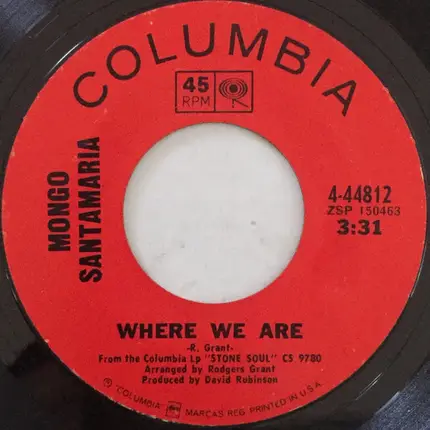 COLUMBIA
45
RPM
MONGO
SANTAMARIA
4-44812
ZSP 150463
3:31
WHERE WE ARE
-R. Grant-
From the Columbia Lp "STONE SOUL" CS 9780
Arranged by Rodgers Grant
Produced by David Robinson
® "COLUMBIA" MARCAS REG. PRINTED IN U.S.A.